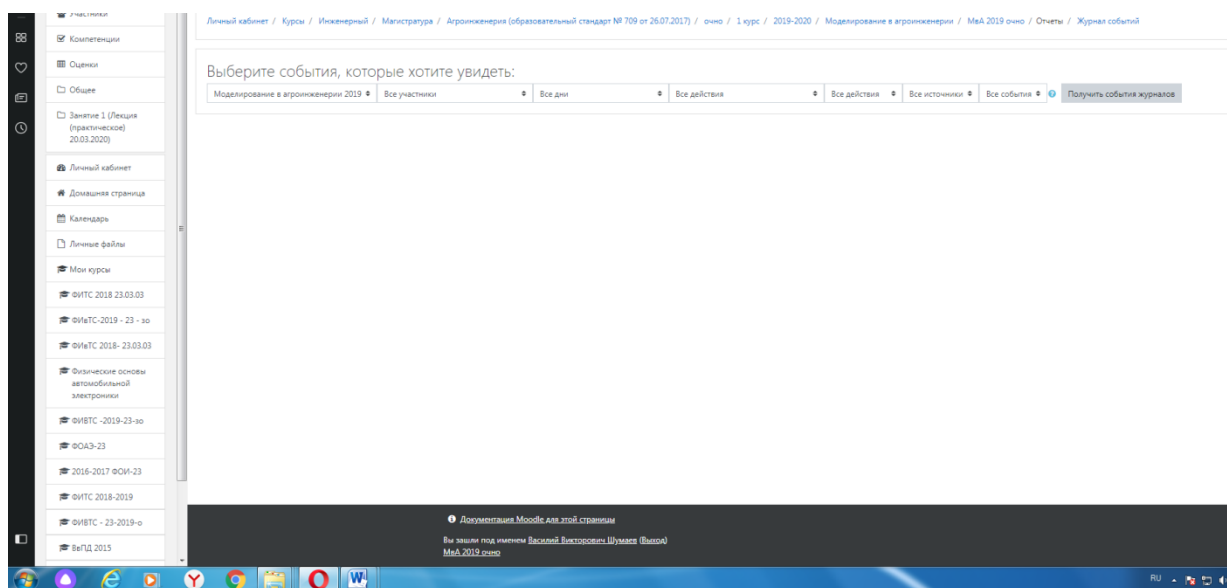 Участники
Компетенции
Оценки
Общее
Занятие 1 (Лекция
(практическое)
20.03.2020)
Личный кабинет
Домашняя страница
Календарь
Личные файлы
Мои курсы
ФИТС 2018 23.03.03
ФИвТС-2019 - 23 - зо
ФИвТС 2018- 23.03.03
Физические основы
автомобильной
электроники
ФИВТС -2019-23-зо
ФОАЭ-23
2016-2017 ФОИ-23
ФИТС 2018-2019
ФИВТС - 23-2019-о
ВвПД 2015
Личный кабинет / Курсы / Инженерный / Магистратура / Агроинженерия (образовательный стандарт № 709 от 26.07.2017) / очно / 1 курс / 2019-2020 / Моделирование в агроинженерии / МвА 2019 очно / Отчеты / Журнал событий
Выберите события, которые хотите увидеть:
Моделирование в агроинженерии 2019 Все участники Все дни Все действия Все действия Все источники Все события Получить события журналов
Документация Moodle для этой страницы
Вы зашли под именем Василий Викторович Шумаев (Выход)
МвА 2019 очно
RU